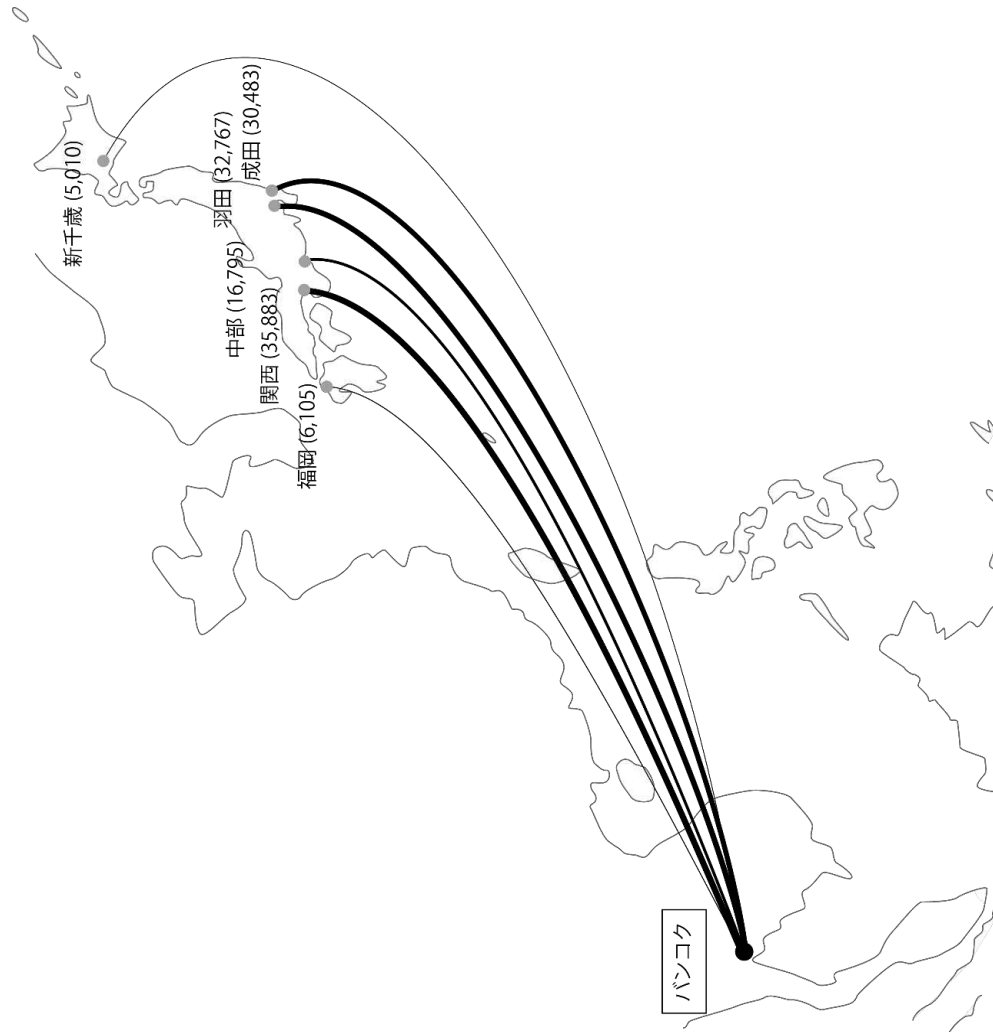 新千歳 (5,010)
羽田 (32,767)
成田 (30,483)
中部 (16,795)
関西 (35,883)
福岡 (6,105)
バンコク